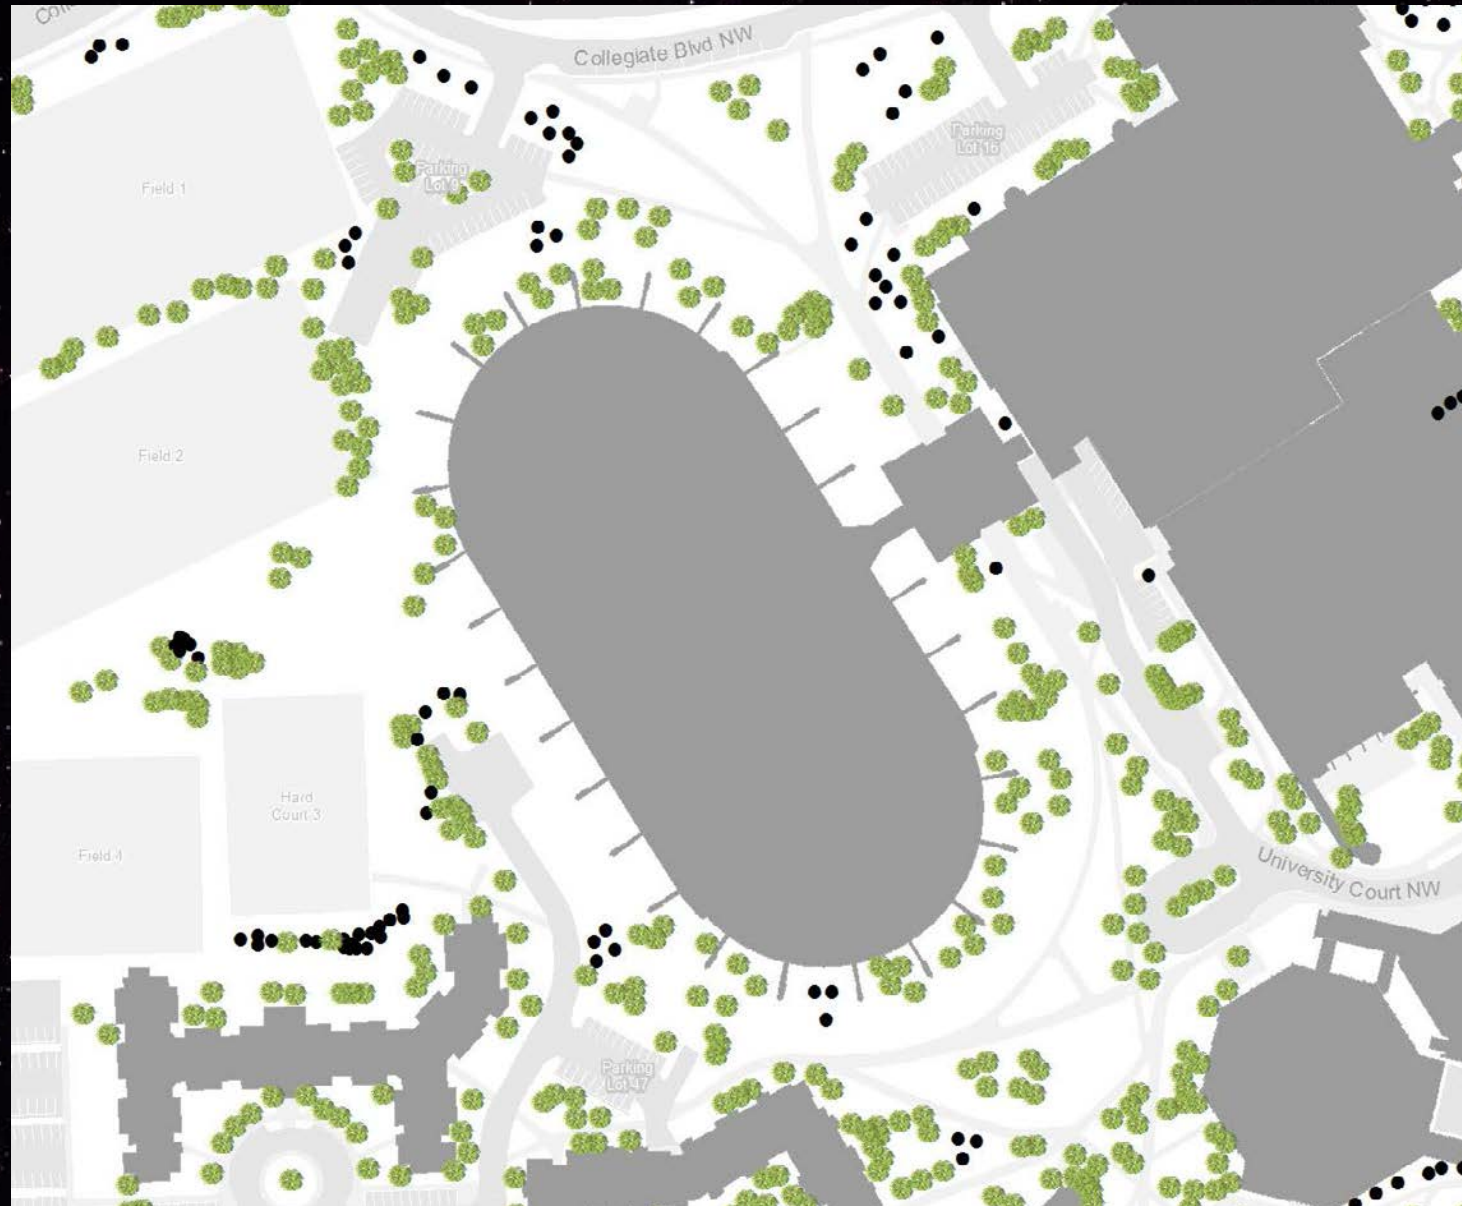 Collegiate Blvd NW
Parking
Lot 16
Parking
Lot 9
Field 1
Field 2
Hard
Court 3
Field 4
University Court NW
Parking
Lot 47